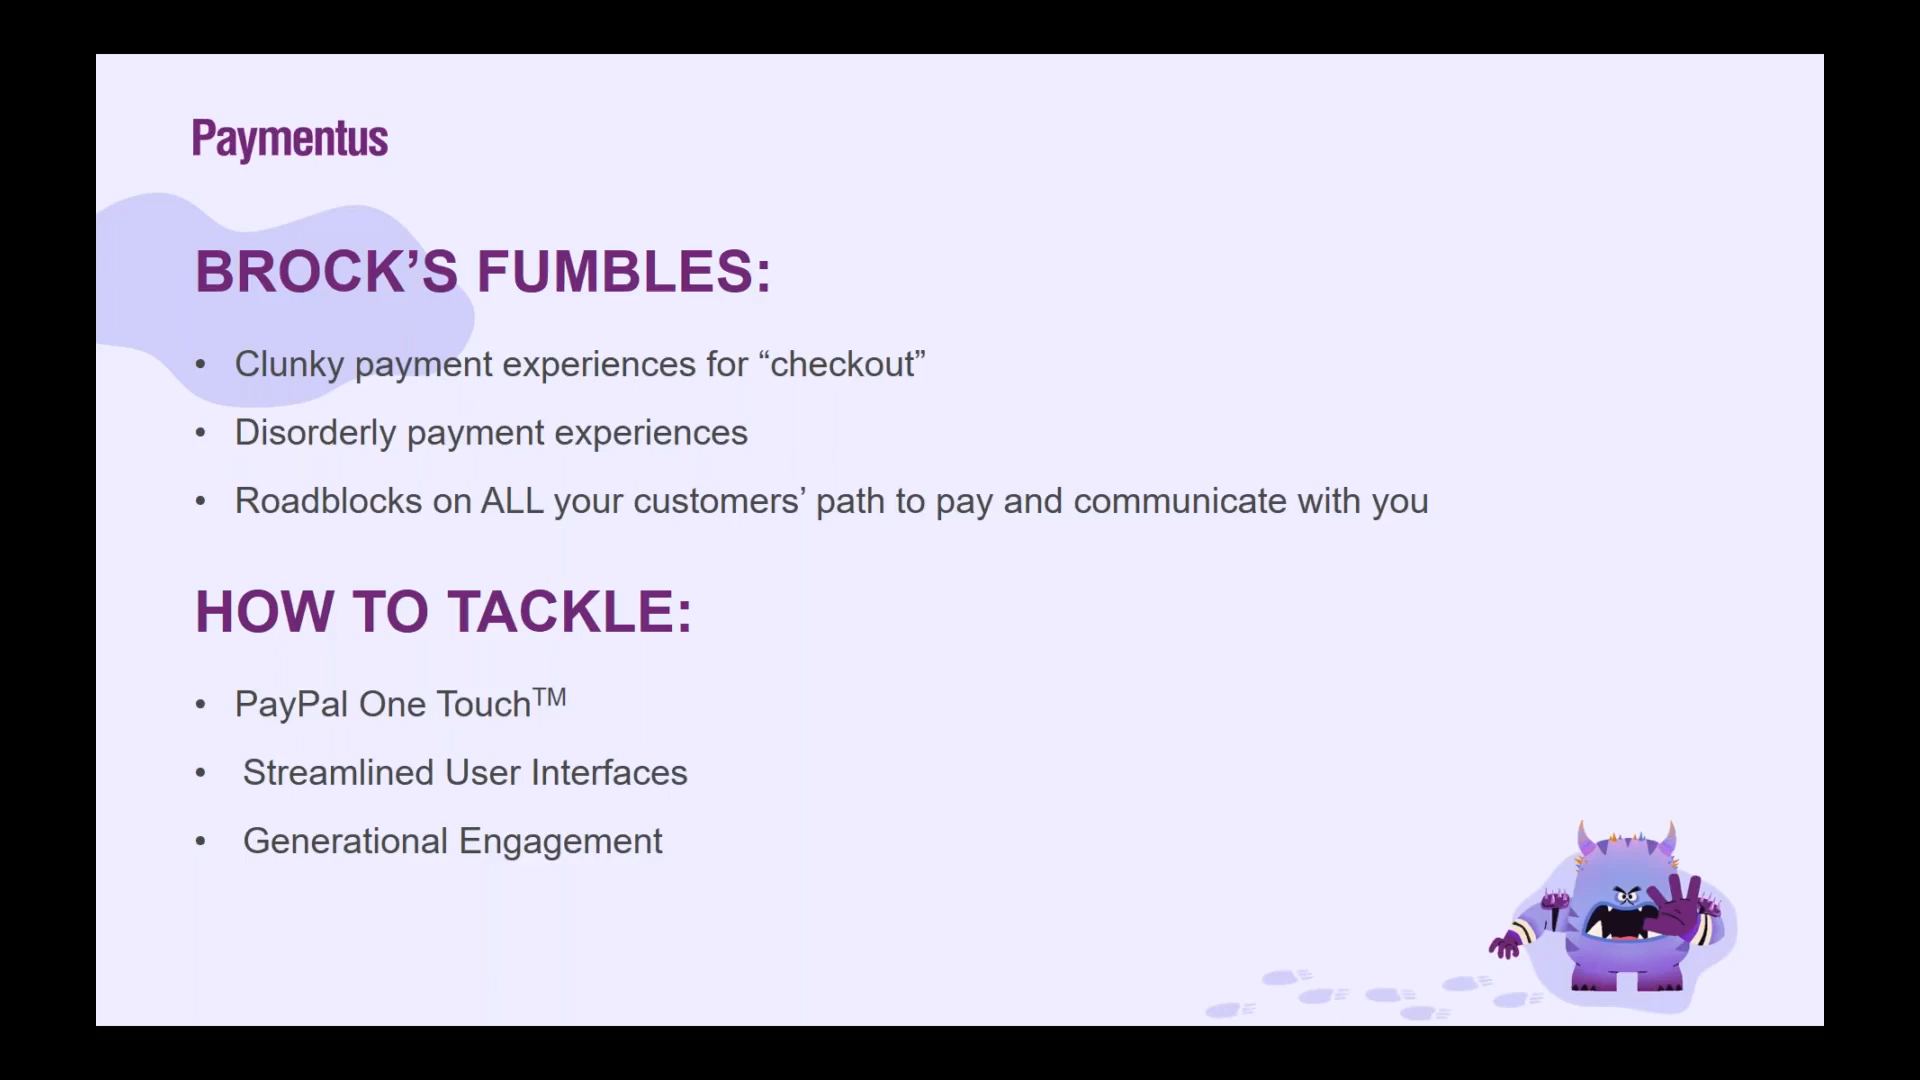 Paymentus
BROCK’S FUMBLES:
• Clunky payment experiences for “checkout”
• Disorderly payment experiences
• Roadblocks on ALL your customers’ path to pay and communicate with you
HOW TO TACKLE:
• PayPal One Touch™
• Streamlined User Interfaces
• Generational Engagement